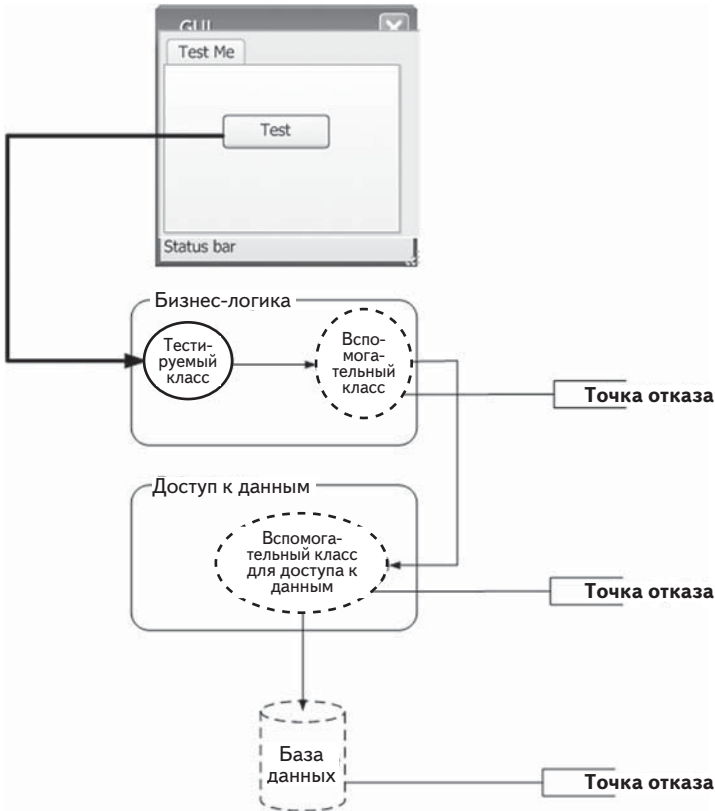 GUI
Test Me
Test
Status bar
Бизнес-логика
Тести-
руемый
класс
Вспо-
мога-
тельный
класс
Точка отказа
Доступ к данным
Вспомога-
тельный класс
для доступа к
данным
Точка отказа
База
данных
Точка отказа